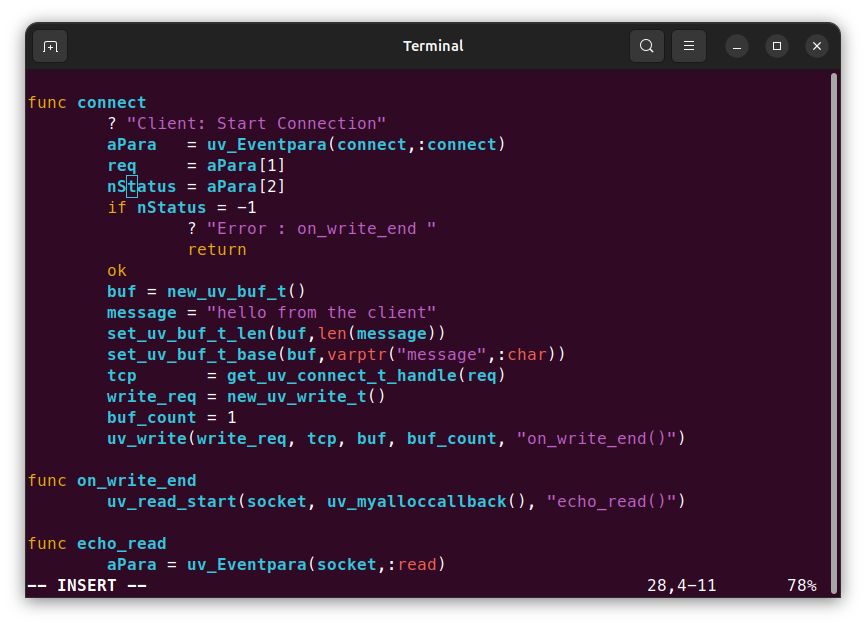 Terminal
func connect
        ? "Client: Start Connection"
        aPara   = uv_Eventpara(connect,:connect)
        req     = aPara[1]
        nStatus = aPara[2]
        if nStatus = -1
                ? "Error : on_write_end "
                return
        ok
        buf = new_uv_buf_t()
        message = "hello from the client"
        set_uv_buf_t_len(buf,len(message))
        set_uv_buf_t_base(buf,varptr("message",:char))
        tcp       = get_uv_connect_t_handle(req)
        write_req = new_uv_write_t()
        buf_count = 1
        uv_write(write_req, tcp, buf, buf_count, "on_write_end()")
func on_write_end
        uv_read_start(socket, uv_myalloccallback(), "echo_read()")
func echo_read
        aPara = uv_Eventpara(socket,:read)
-- INSERT --                                                  28,4-11       78%